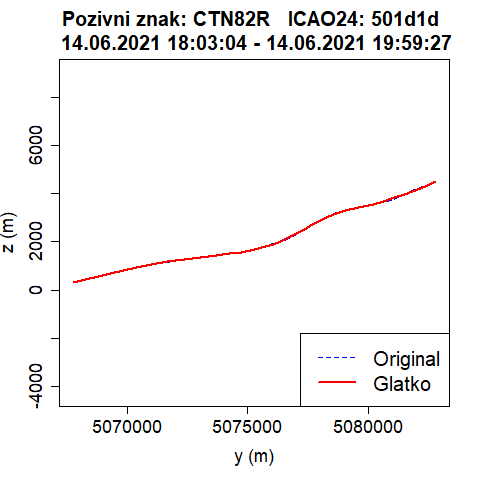 Pozivni znak: CTN82R   ICAO24: 501d1d
14.06.2021 18:03:04 - 14.06.2021 19:59:27
z (m)
6000
2000
0
-4000
Original
Glatko
5070000 5075000 5080000
y (m)